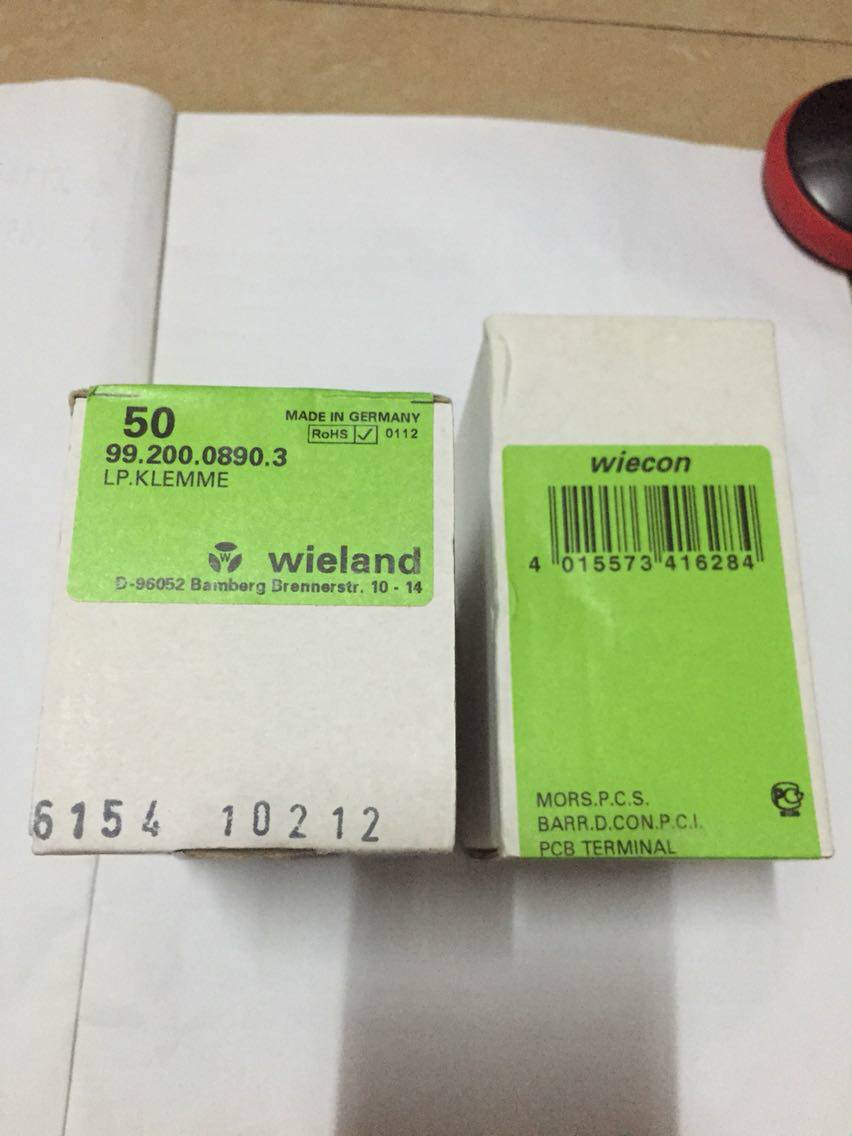 50
MADE IN GERMANY
RoHS ✓ 0112
99.200.0890.3
LP.KLEMME
W wieland
D-96052 Bamberg Brennerstr. 10 - 14
6154 10212
wiecon
4 015573 416284
MORS.P.C.S.
BARR.D.CON.P.C.I.
PCB TERMINAL